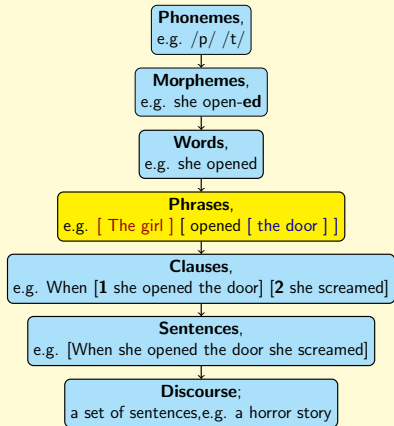 Phonemes,
e.g. /p/ /t/
Morphemes,
e.g. she open-ed
Words,
e.g. she opened
Phrases,
e.g. [ The girl ] [ opened [ the door ] ]
Clauses,
e.g. When [1 she opened the door] [2 she screamed]
Sentences,
e.g. [When she opened the door she screamed]
Discourse;
a set of sentences,e.g. a horror story